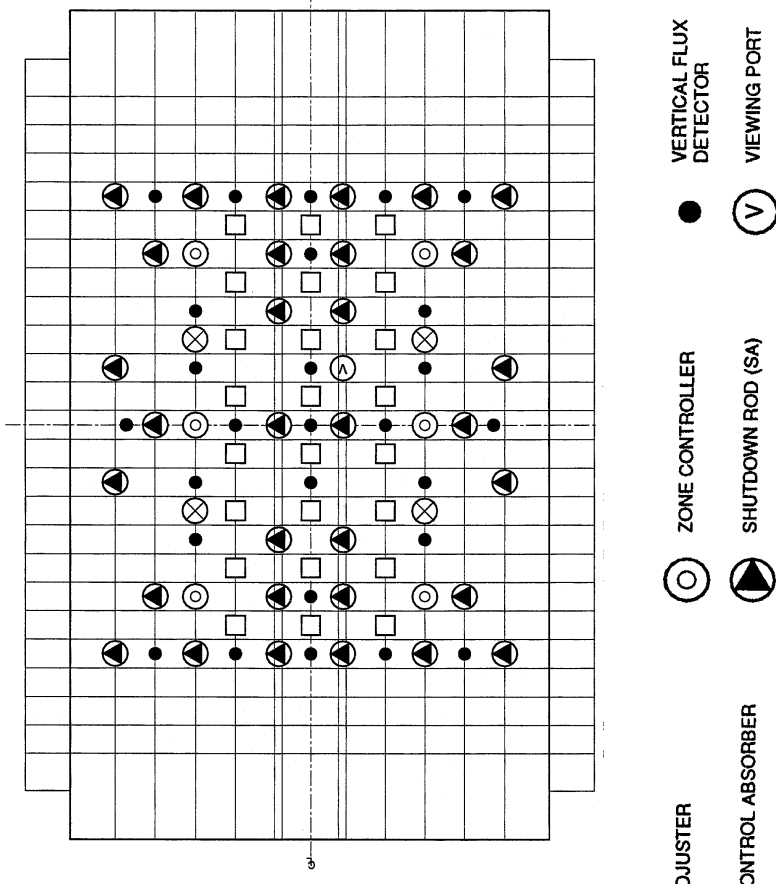 VERTICAL FLUX
DETECTOR
V
VIEWING PORT
ZONE CONTROLLER
SHUTDOWN ROD (SA)
DJUSTER
ONTROL ABSORBER
V